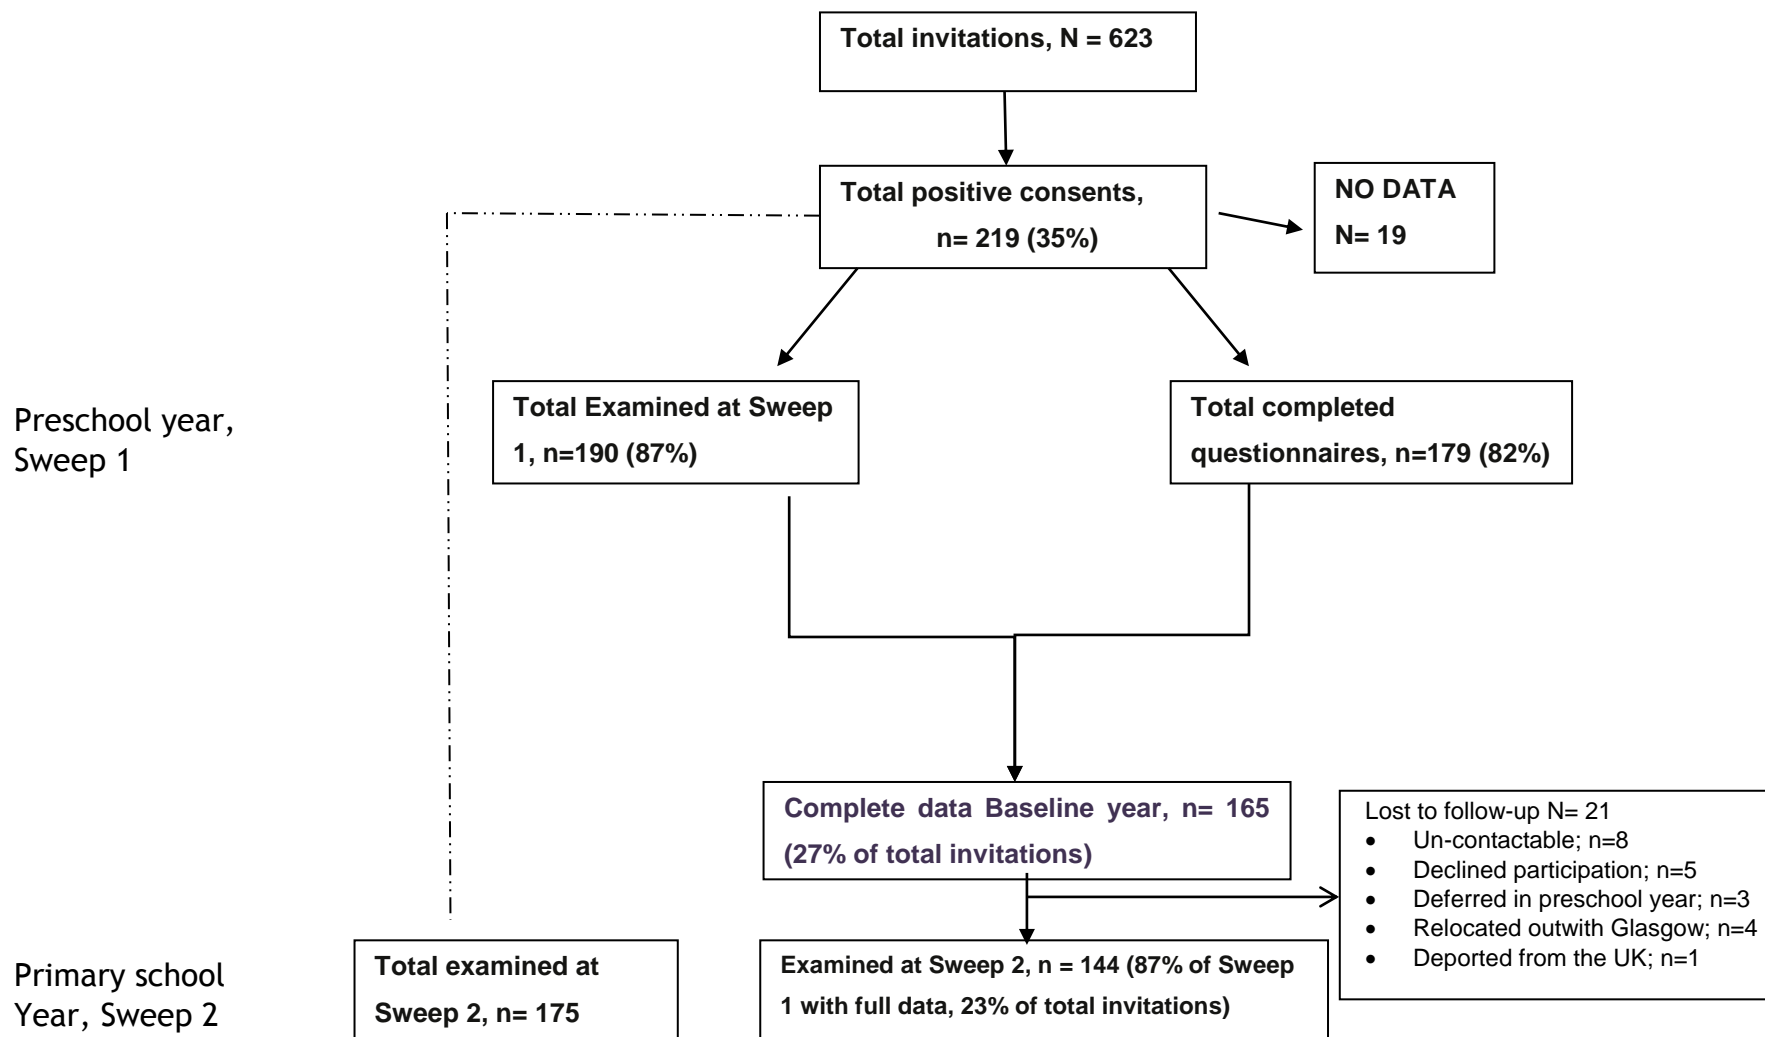 Total invitations, N = 623
Total positive consents,
n= 219 (35%)
NO DATA
N= 19
Preschool year,
Sweep 1
Total Examined at Sweep
1, n=190 (87%)
Total completed
questionnaires, n=179 (82%)
Complete data Baseline year, n= 165
(27% of total invitations)
Lost to follow-up N= 21
• Un-contactable; n=8
• Declined participation; n=5
• Deferred in preschool year; n=3
• Relocated outwith Glasgow; n=4
• Deported from the UK; n=1
Primary school
Year, Sweep 2
Total examined at
Sweep 2, n= 175
Examined at Sweep 2, n = 144 (87% of Sweep
1 with full data, 23% of total invitations)